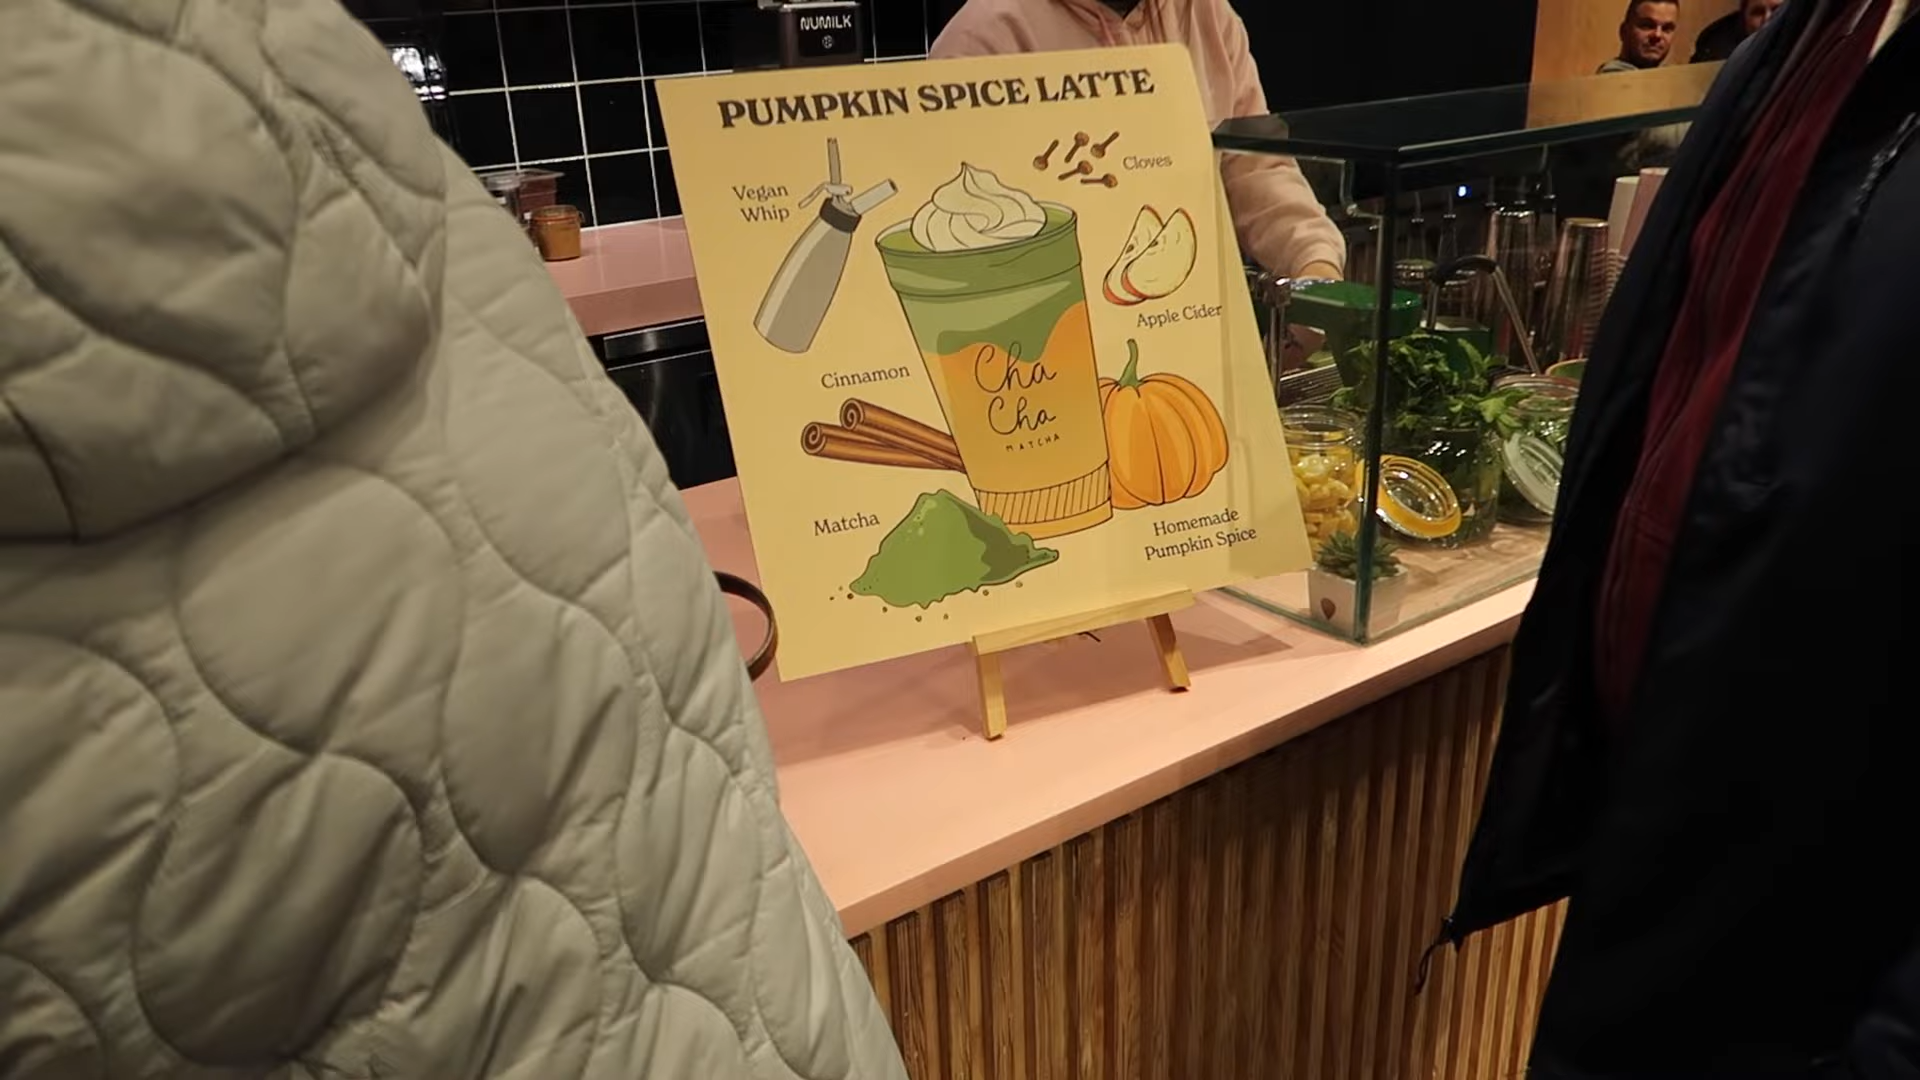 NUMILK
PUMPKIN SPICE LATTE
Vegan
Whip
Cloves
Apple Cider
Cinnamon
Cha
Cha
MATCHA
Matcha
Homemade
Pumpkin Spice